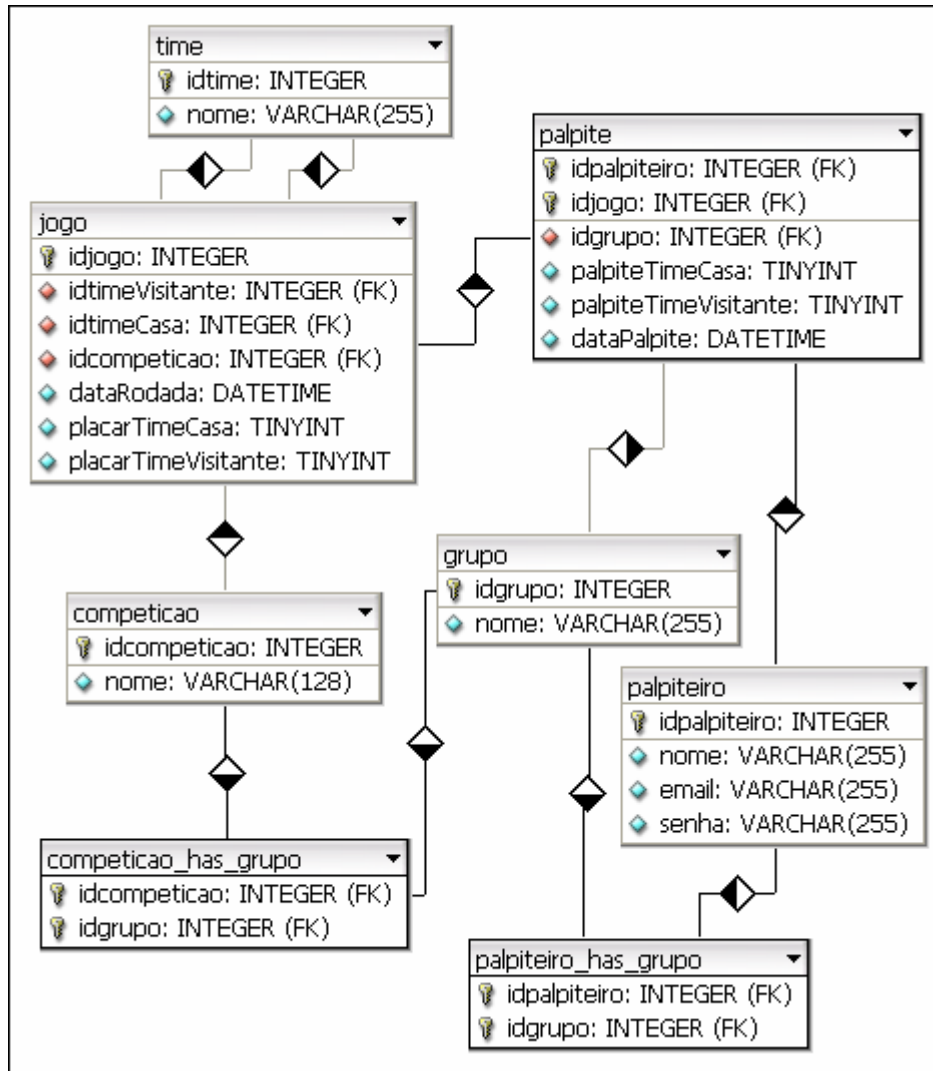 time
idtime: INTEGER
nome: VARCHAR(255)
palpite
idpalpiteiro: INTEGER (FK)
idjogo: INTEGER (FK)
idgrupo: INTEGER (FK)
palpiteTimeCasa: TINYINT
palpiteTimeVisitante: TINYINT
dataPalpite: DATETIME
jogo
idjogo: INTEGER
idtimeVisitante: INTEGER (FK)
idtimeCasa: INTEGER (FK)
idcompeticao: INTEGER (FK)
dataRodada: DATETIME
placarTimeCasa: TINYINT
placarTimeVisitante: TINYINT
grupo
idgrupo: INTEGER
nome: VARCHAR(255)
competicao
idcompeticao: INTEGER
nome: VARCHAR(128)
palpiteiro
idpalpiteiro: INTEGER
nome: VARCHAR(255)
email: VARCHAR(255)
senha: VARCHAR(255)
competicao_has_grupo
idcompeticao: INTEGER (FK)
idgrupo: INTEGER (FK)
palpiteiro_has_grupo
idpalpiteiro: INTEGER (FK)
idgrupo: INTEGER (FK)